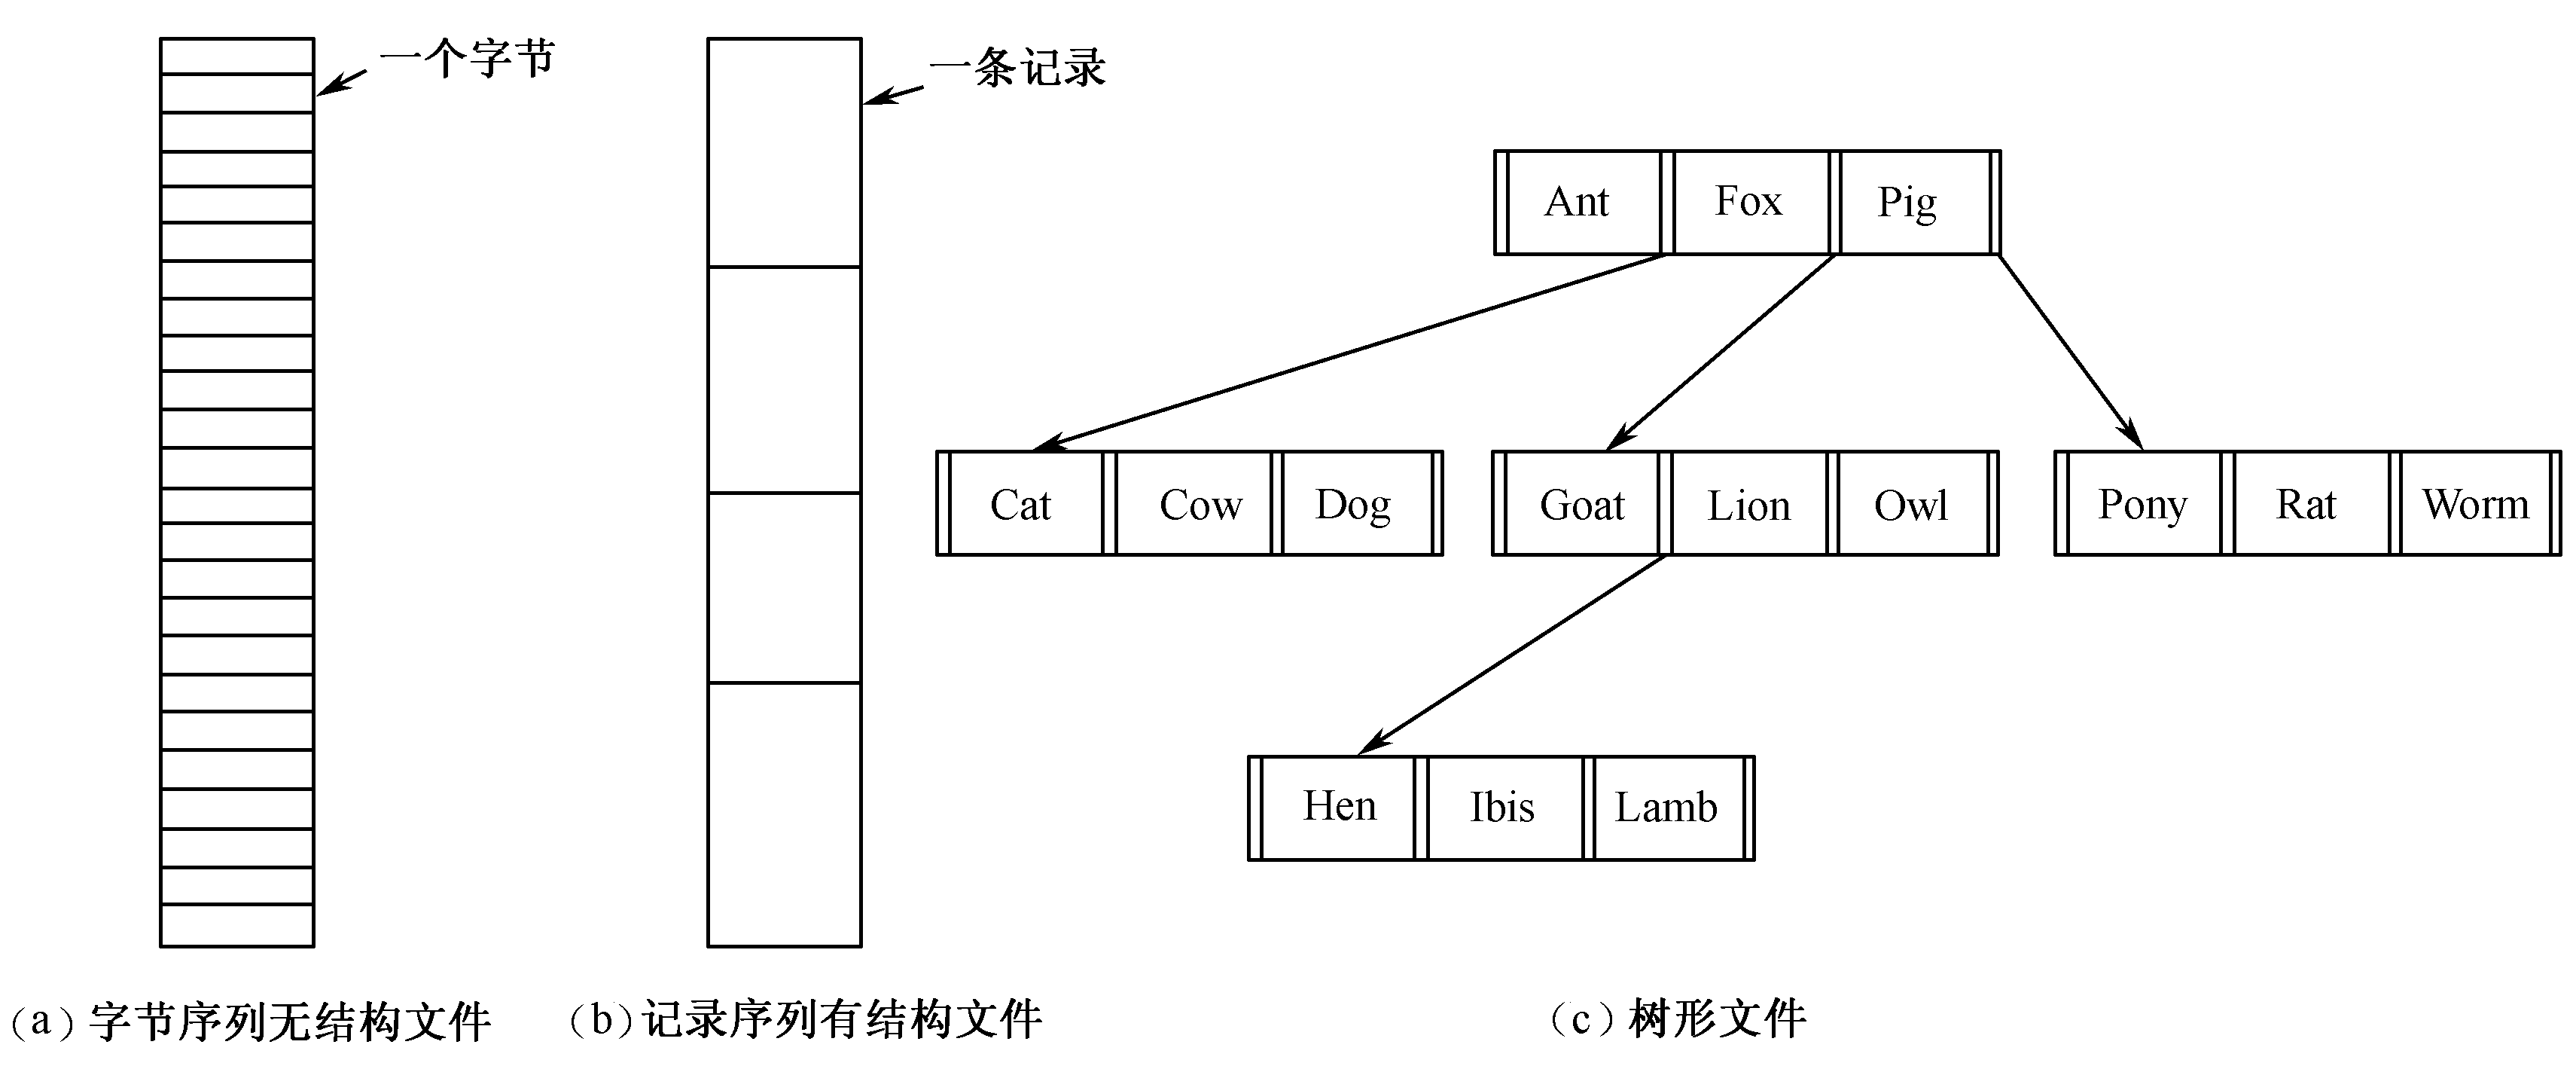 一个字节
一条记录
Ant Fox Pig
Cat Cow Dog Goat Lion Owl Pony Rat Worm
Hen Ibis Lamb
(a)字节序列无结构文件 (b)记录序列有结构文件 (c)树形文件